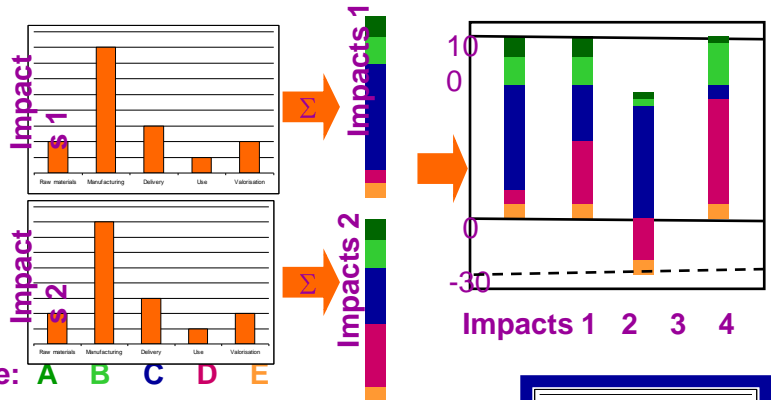 Impact
s 1
Raw materials Manufacturing Delivery Use Valorisation
Σ
Impacts 1
Impact
s 2
Raw materials Manufacturing Delivery Use Valorisation
Σ
Impacts 2
e: A B C D E
10
0
0
-30
Impacts 1 2 3 4